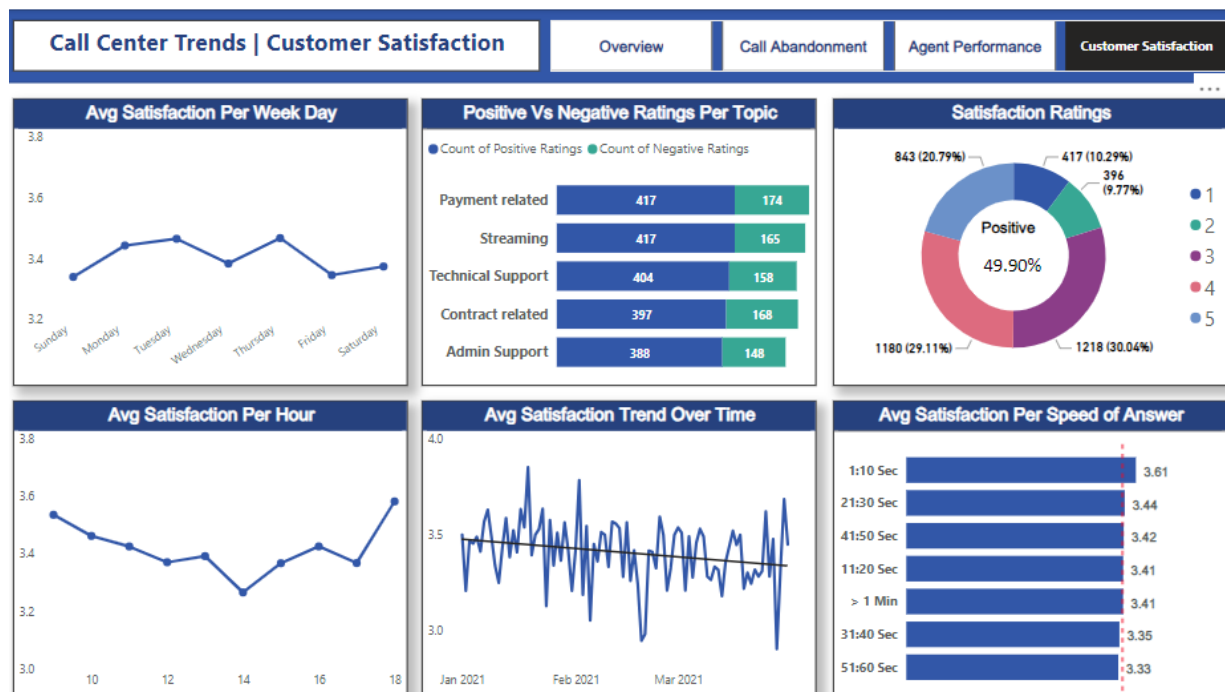 Call Center Trends | Customer Satisfaction
Overview
Call Abandonment
Agent Performance
Customer Satisfaction
Avg Satisfaction Per Week Day
3.8
3.6
3.4
3.2
Sunday
Monday
Tuesday
Wednesday
Thursday
Friday
Saturday
Positive Vs Negative Ratings Per Topic
Count of Positive Ratings
Count of Negative Ratings
Payment related 417 174
Streaming 417 165
Technical Support 404 158
Contract related 397 168
Admin Support 388 148
Satisfaction Ratings
843 (20.79%)
417 (10.29%)
396
(9.77%)
Positive
49.90%
1180 (29.11%)
1218 (30.04%)
1
2
3
4
5
Avg Satisfaction Per Hour
3.8
3.6
3.4
3.2
3.0
10 12 14 16 18
Avg Satisfaction Trend Over Time
4.0
3.5
3.0
Jan 2021 Feb 2021 Mar 2021
Avg Satisfaction Per Speed of Answer
1:10 Sec 3.61
21:30 Sec 3.44
41:50 Sec 3.42
11:20 Sec 3.41
> 1 Min 3.41
31:40 Sec 3.35
51:60 Sec 3.33